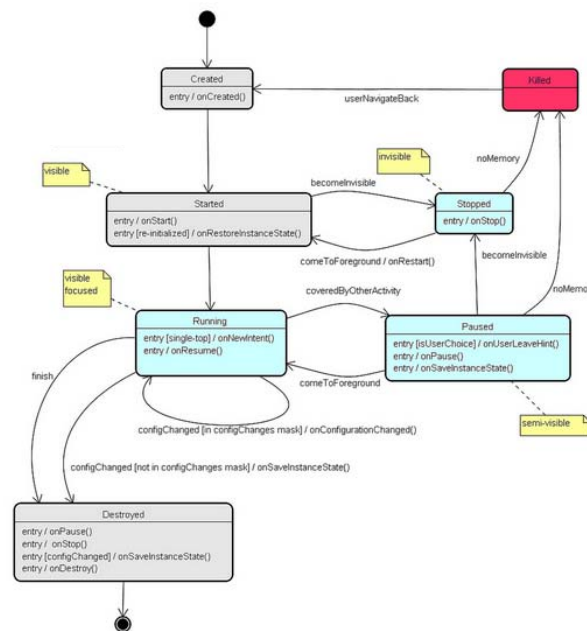 Created
entry / onCreated()
Killed
userNavigateBack
visible
invisible
noMemory
becomeInvisible
Started
entry / onStart()
entry [re-initialized] / onRestoreInstanceState()
Stopped
entry / onStop()
comeToForeground / onRestart()
becomeInvisible
visible
focused
coveredByOtherActivity
noMemo
Running
entry [single-top] / onNewIntent()
entry / onResume()
Paused
entry [isUserChoice] / onUserLeaveHint()
entry / onPause()
entry / onSaveInstanceState()
finish
comeToForeground
configChanged [in configChanges mask] / onConfigurationChanged()
semi-visible
configChanged [not in configChanges mask] / onSaveInstanceState()
Destroyed
entry / onPause()
entry / onStop()
entry [configChanged] / onSaveInstanceState()
entry / onDestroy()